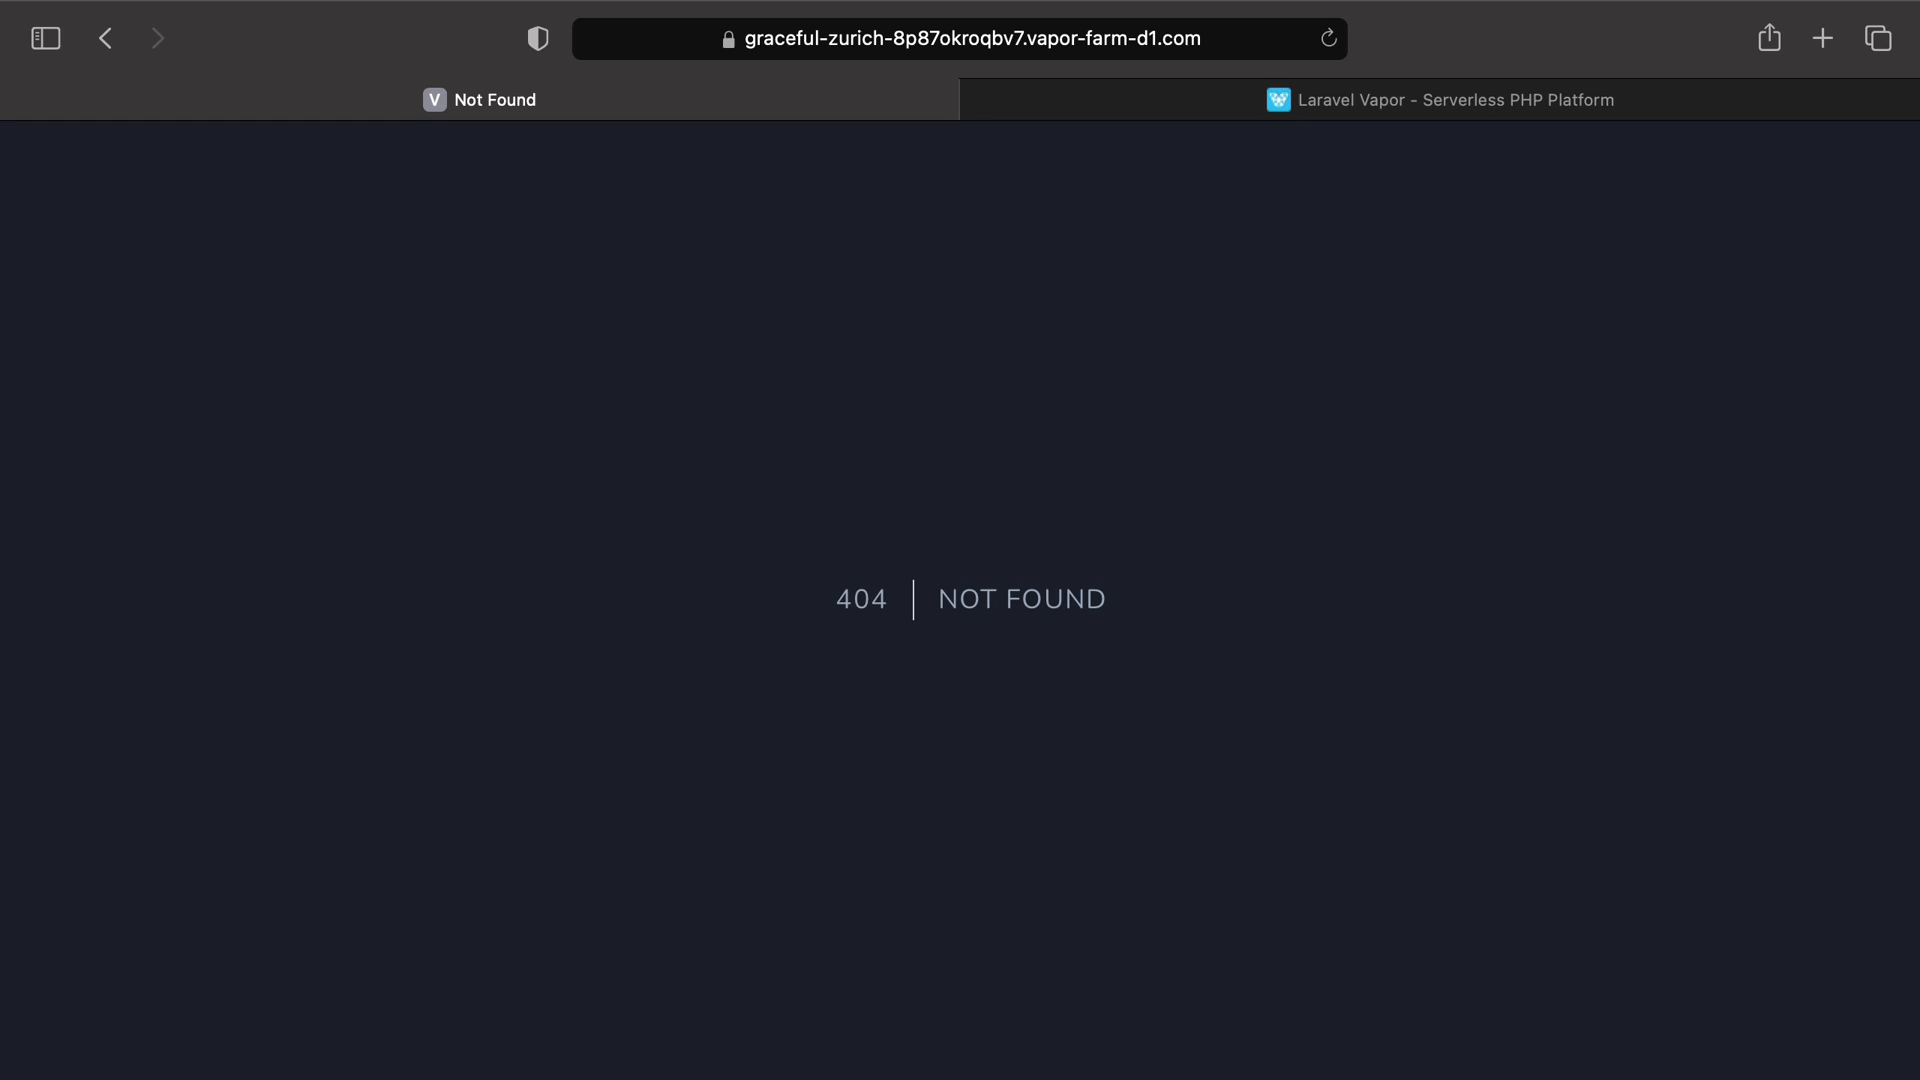 graceful-zurich-8p87okroqbv7.vapor-farm-d1.com
V Not Found
Laravel Vapor - Serverless PHP Platform
404 NOT FOUND